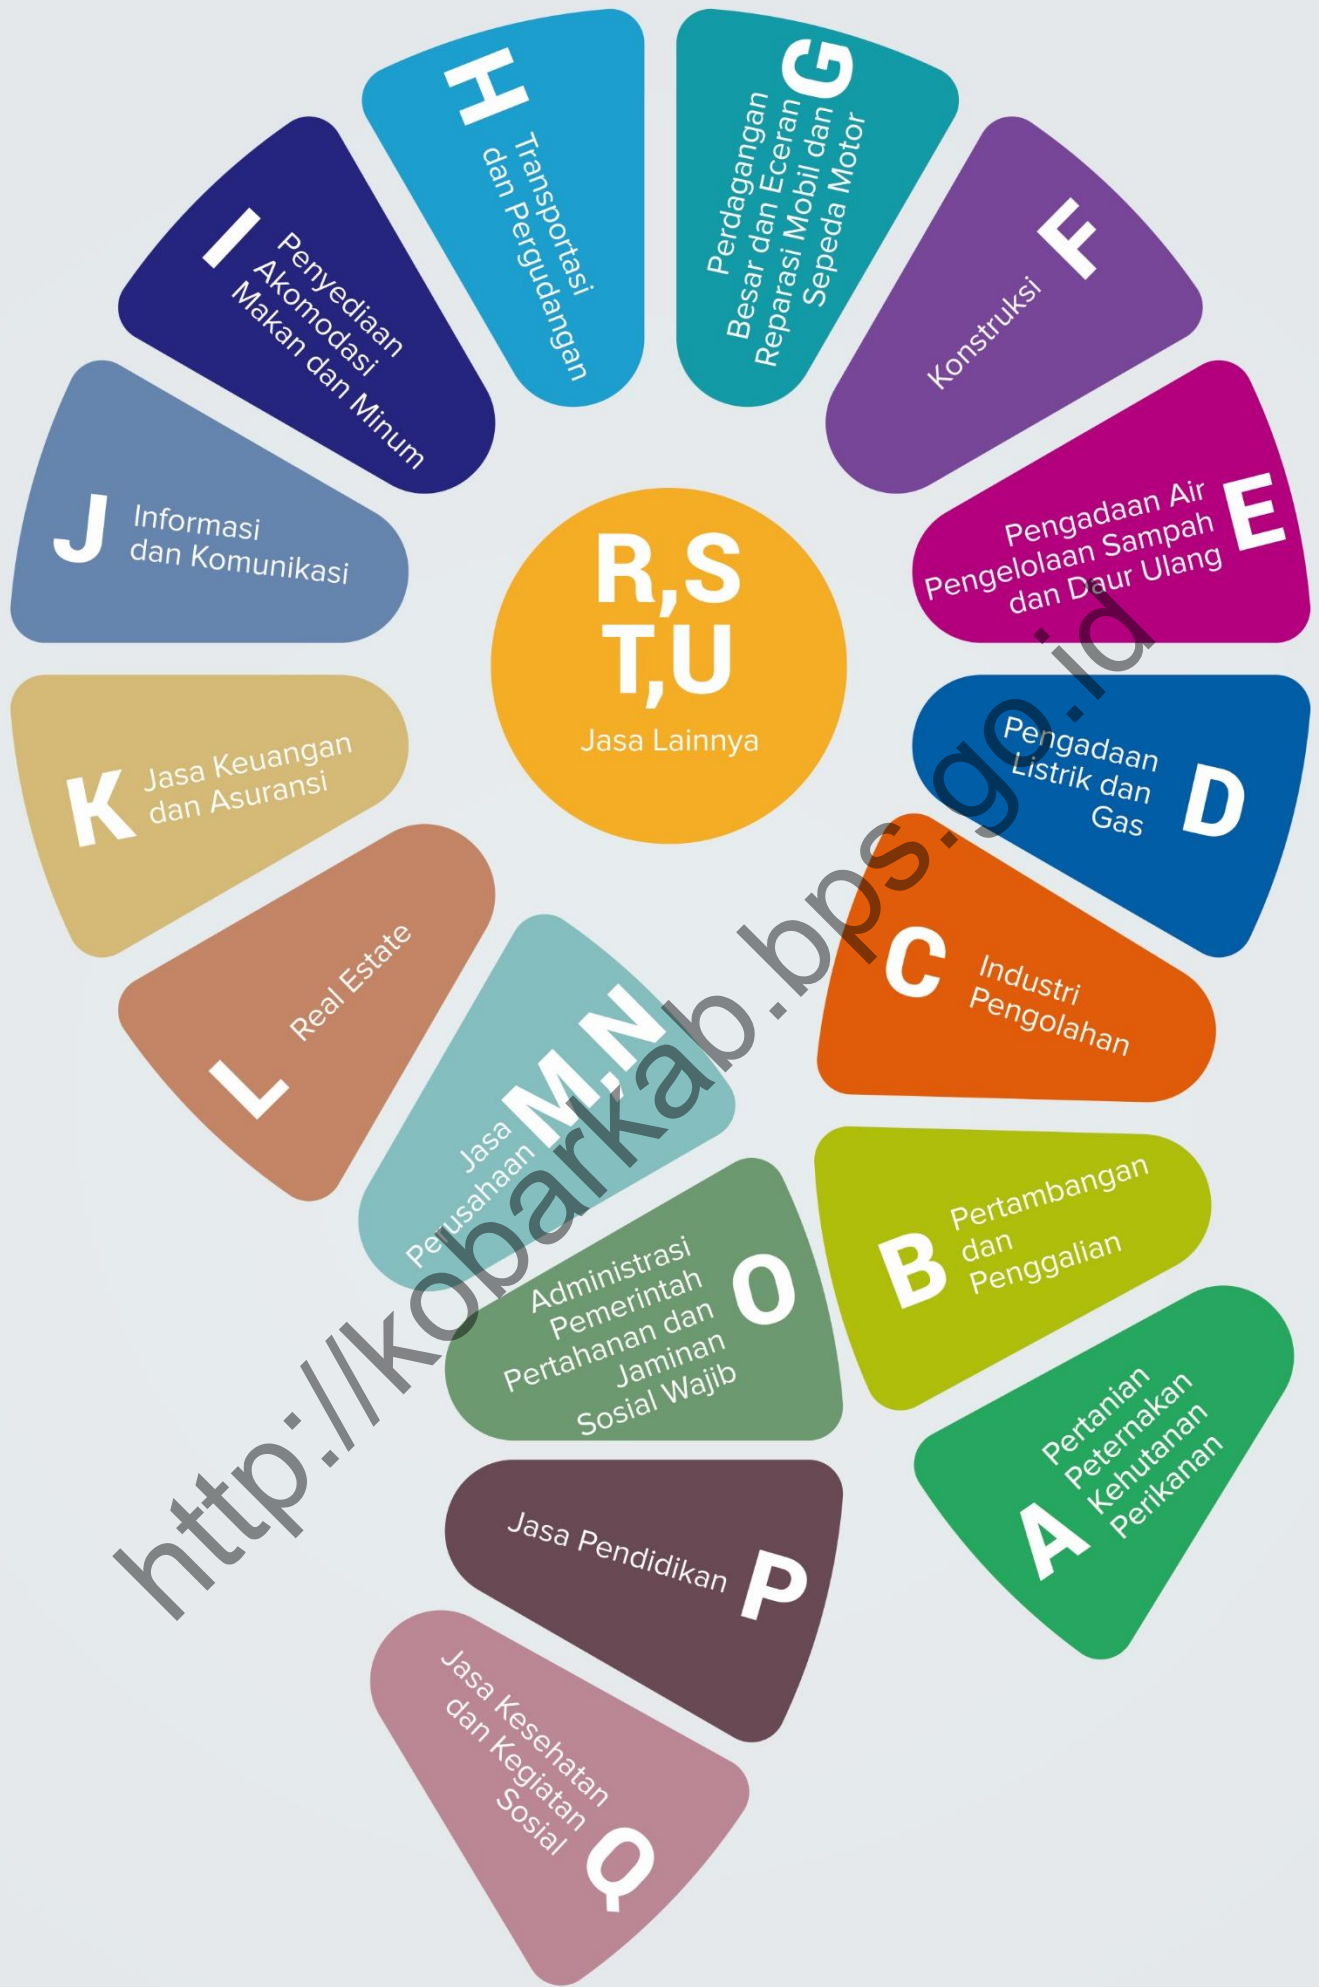 A
Pertanian
Peternakan
Kehutanan
Perikanan
B
Pertambangan
dan
Penggalian
C
Industri
Pengolahan
D
Pengadaan
Listrik dan
Gas
E
Pengadaan Air
Pengelolaan Sampah
dan Daur Ulang
F
Konstruksi
G
Perdagangan
Besar dan Eceran
Reparasi Mobil dan
Sepeda Motor
H
Transportasi
dan Pergudangan
I
Penyediaan
Akomodasi
Makan dan Minum
J
Informasi
dan Komunikasi
K
Jasa Keuangan
dan Asuransi
L
Real Estate
M,N
Jasa
Perusahaan
O
Administrasi
Pemerintah
Pertahanan dan
Jaminan
Sosial Wajib
P
Jasa Pendidikan
Q
Jasa Kesehatan
dan Kegiatan
Sosial
R,S
T,U
Jasa Lainnya
http://kobarkab.bps.go.id